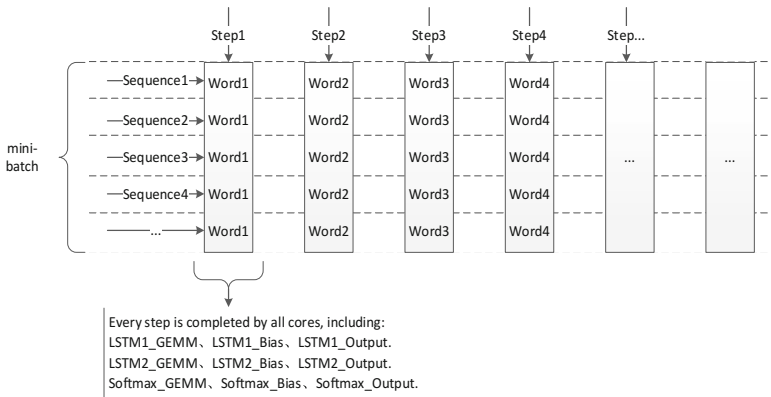 Step1 Step2 Step3 Step4 Step...
Sequence1 Word1 Word2 Word3 Word4
Sequence2 Word1 Word2 Word3 Word4
mini-
batch
Sequence3 Word1 Word2 Word3 Word4 ... ...
Sequence4 Word1 Word2 Word3 Word4
... Word1 Word2 Word3 Word4
Every step is completed by all cores, including:
LSTM1_GEMM、LSTM1_Bias、LSTM1_Output.
LSTM2_GEMM、LSTM2_Bias、LSTM2_Output.
Softmax_GEMM、Softmax_Bias、Softmax_Output.